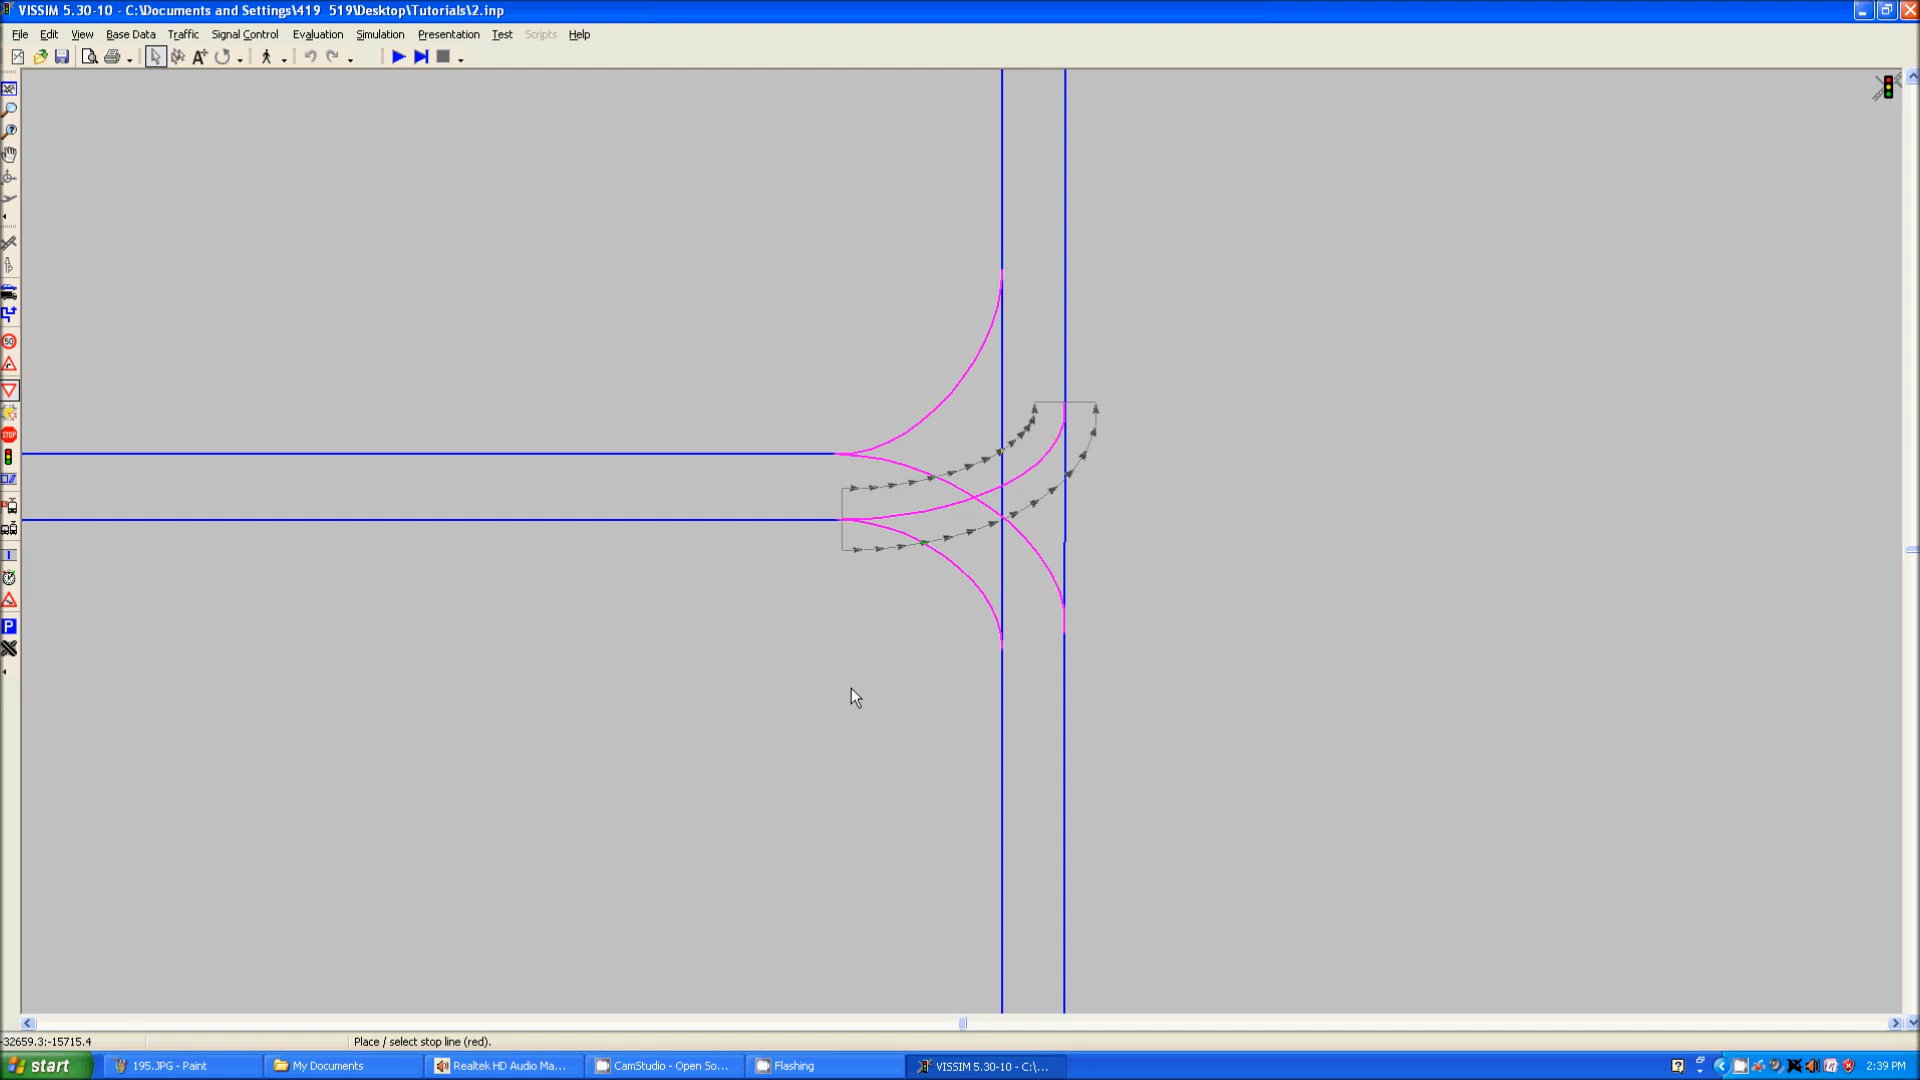 VISSIM 5.30-10 - C:\Documents and Settings\419 519\Desktop\Tutorials\2.inp
File Edit View Base Data Traffic Signal Control Evaluation Simulation Presentation Test Scripts Help
A+
50
STOP
P
-32659.3:-15715.4 Place / select stop line (red).
start 195.JPG - Paint My Documents Realtek HD Audio Ma... CamStudio - Open So... Flashing VISSIM 5.30-10 - C:\... 2:39 PM